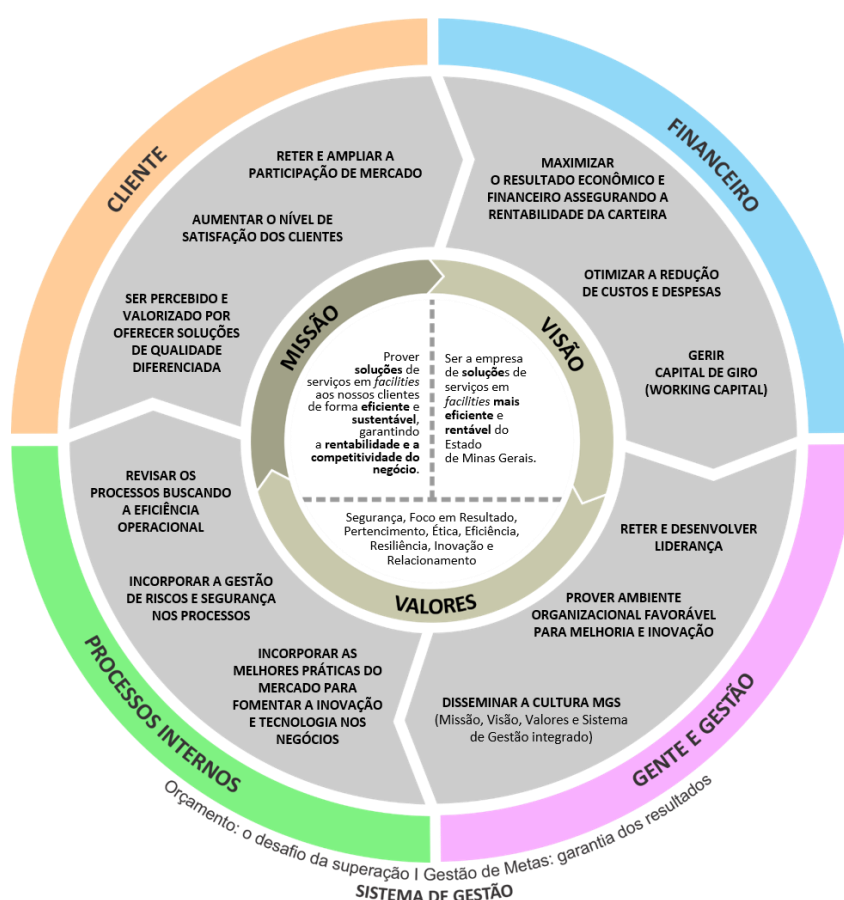 CLIENTE
RETER E AMPLIAR A
PARTICIPAÇÃO DE MERCADO
AUMENTAR O NÍVEL DE
SATISFAÇÃO DOS CLIENTES
SER PERCEBIDO E
VALORIZADO POR
OFERECER SOLUÇÕES
DE QUALIDADE
DIFERENCIADA
FINANCEIRO
MAXIMIZAR
O RESULTADO ECONÔMICO E
FINANCEIRO ASSEGURANDO A
RENTABILIDADE DA CARTEIRA
OTIMIZAR A REDUÇÃO
DE CUSTOS E DESPESAS
GERIR
CAPITAL DE GIRO
(WORKING CAPITAL)
MISSÃO
Prover
soluções de
serviços em facilities
aos nossos clientes
de forma eficiente e
sustentável,
garantindo
a rentabilidade e a
competitividade do
negócio.
VISÃO
Ser a empresa
de soluções de
serviços em
facilities mais
eficiente e
rentável do
Estado
de Minas Gerais.
Segurança, Foco em Resultado,
Pertencimento, Ética, Eficiência,
Resiliência, Inovação e
Relacionamento
VALORES
PROCESSOS INTERNOS
REVISAR OS
PROCESSOS BUSCANDO
A EFICIÊNCIA
OPERACIONAL
INCORPORAR A GESTÃO
DE RISCOS E SEGURANÇA
NOS PROCESSOS
INCORPORAR AS
MELHORES PRÁTICAS DO
MERCADO PARA
FOMENTAR A INOVAÇÃO
E TECNOLOGIA NOS
NEGÓCIOS
GENTE E GESTÃO
RETER E DESENVOLVER
LIDERANÇA
PROVER AMBIENTE
ORGANIZACIONAL FAVORÁVEL
PARA MELHORIA E INOVAÇÃO
DISSEMINAR A CULTURA MGS
(Missão, Visão, Valores e Sistema
de Gestão integrado)
Orçamento: o desafio da superação I Gestão de Metas: garantia dos resultados
SISTEMA DE GESTÃO